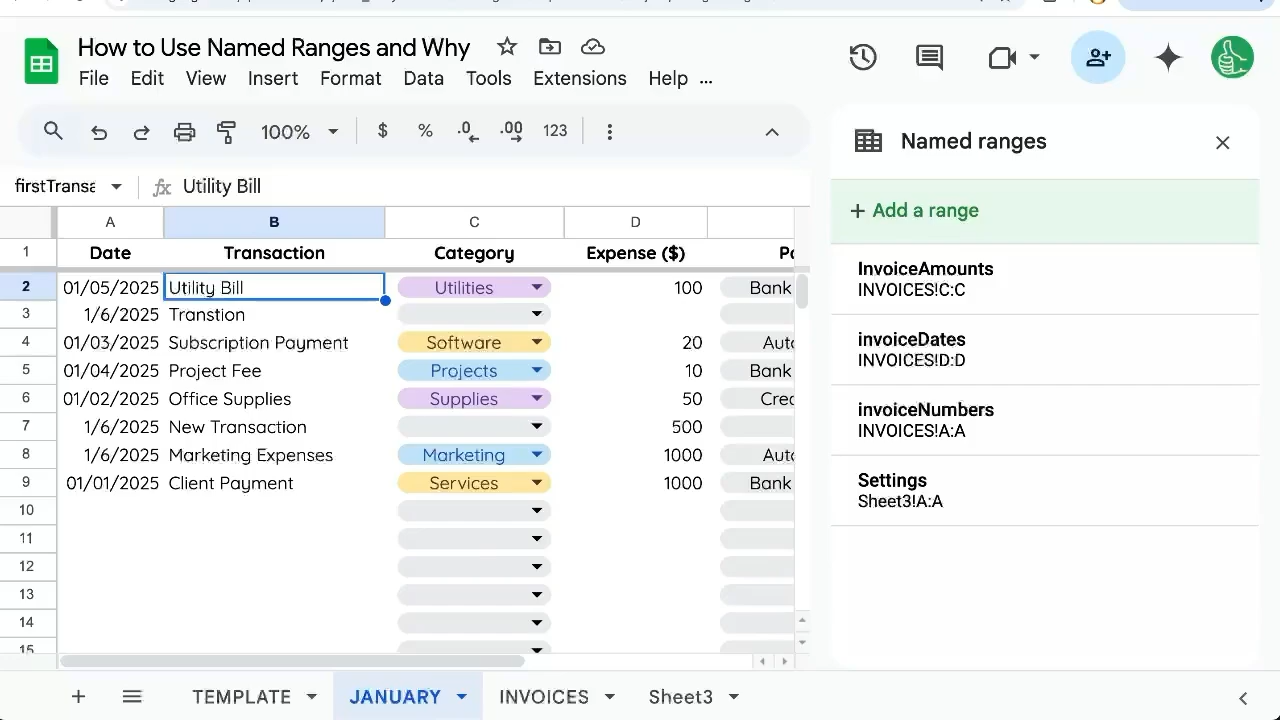 How to Use Named Ranges and Why
File Edit View Insert Format Data Tools Extensions Help ...
100% $ % .0 .00 123
firstTransa fx Utility Bill
A B C D
1 Date Transaction Category Expense ($)
2 01/05/2025 Utility Bill Utilities 100 Bank
3 1/6/2025 Transtion
4 01/03/2025 Subscription Payment Software 20 Auto
5 01/04/2025 Project Fee Projects 10 Bank
6 01/02/2025 Office Supplies Supplies 50 Cred
7 1/6/2025 New Transaction 500
8 1/6/2025 Marketing Expenses Marketing 1000 Auto
9 01/01/2025 Client Payment Services 1000 Bank
10
11
12
13
14
15
Named ranges
+ Add a range
InvoiceAmounts
INVOICES!C:C
invoiceDates
INVOICES!D:D
invoiceNumbers
INVOICES!A:A
Settings
Sheet3!A:A
TEMPLATE JANUARY INVOICES Sheet3